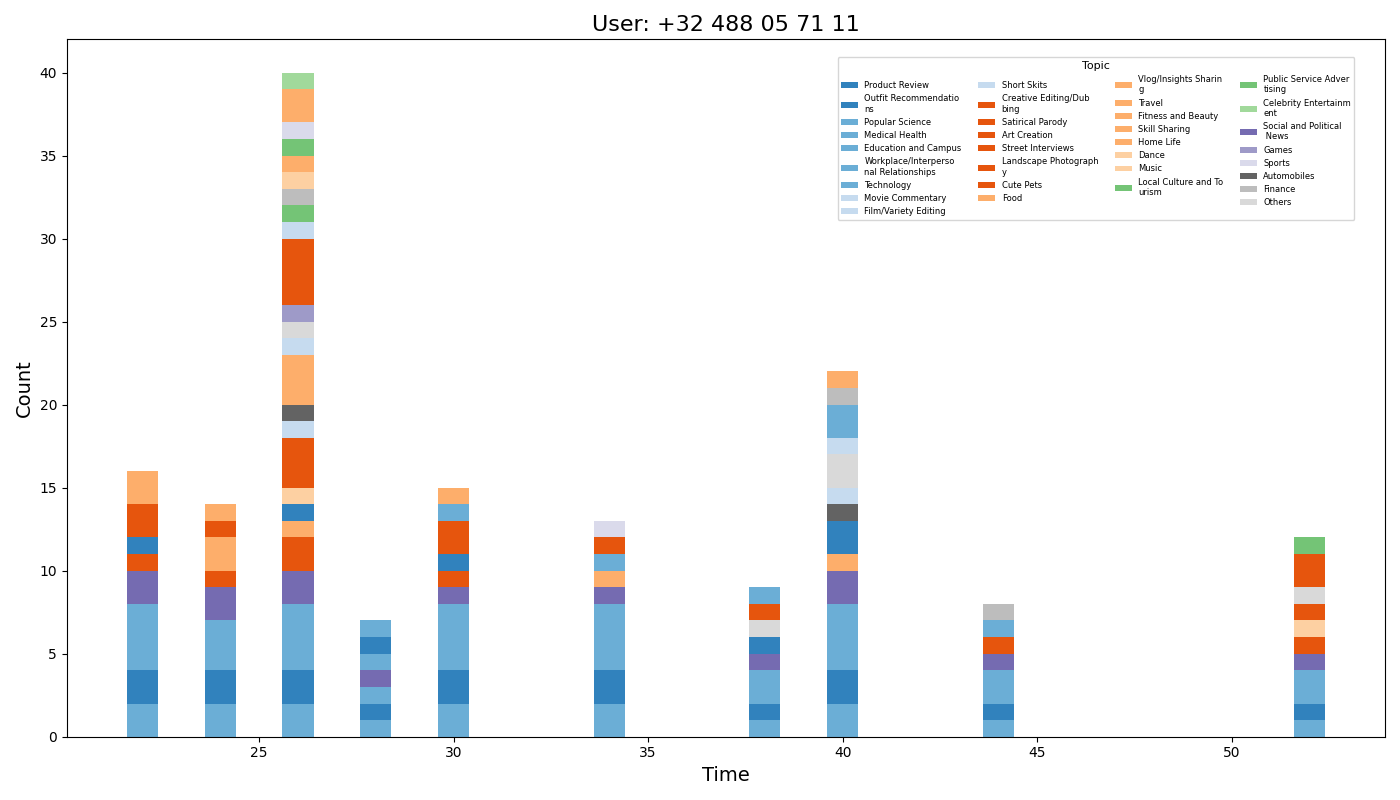 User: +32 488 05 71 11
Topic
Product Review
Outfit Recommendatio
ns
Popular Science
Medical Health
Education and Campus
Workplace/Interperso
nal Relationships
Technology
Movie Commentary
Film/Variety Editing
Short Skits
Creative Editing/Dub
bing
Satirical Parody
Art Creation
Street Interviews
Landscape Photograph
y
Cute Pets
Food
Vlog/Insights Sharin
g
Travel
Fitness and Beauty
Skill Sharing
Home Life
Dance
Music
Local Culture and To
urism
Public Service Adver
tising
Celebrity Entertainm
ent
Social and Political
News
Games
Sports
Automobiles
Finance
Others
Count
40
35
30
25
20
15
10
5
0
25 30 35 40 45 50
Time